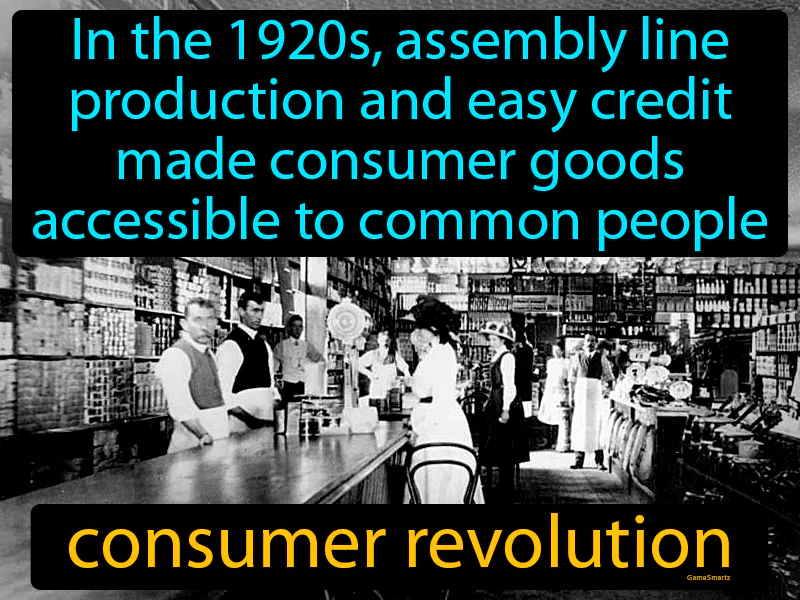 In the 1920s, assembly line
production and easy credit
made consumer goods
accessible to common people
consumer revolution
GameSmartz